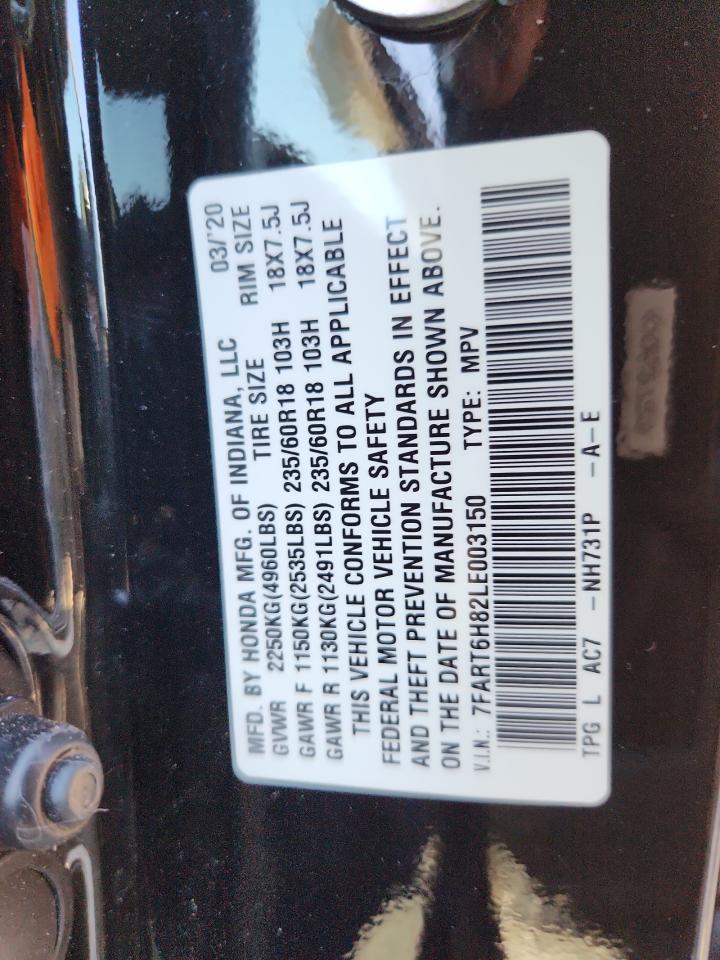 MFD. BY HONDA MFG. OF INDIANA, LLC 03/'20
GVWR 2250KG(4960LBS) TIRE SIZE RIM SIZE
GAWR F 1150KG(2535LBS) 235/60R18 103H 18X7.5J
GAWR R 1130KG(2491LBS) 235/60R18 103H 18X7.5J
THIS VEHICLE CONFORMS TO ALL APPLICABLE
FEDERAL MOTOR VEHICLE SAFETY
AND THEFT PREVENTION STANDARDS IN EFFECT
ON THE DATE OF MANUFACTURE SHOWN ABOVE.
V.I.N.: 7FART6H82LE003150 TYPE: MPV
TPG L AC7 -NH731P -A-E